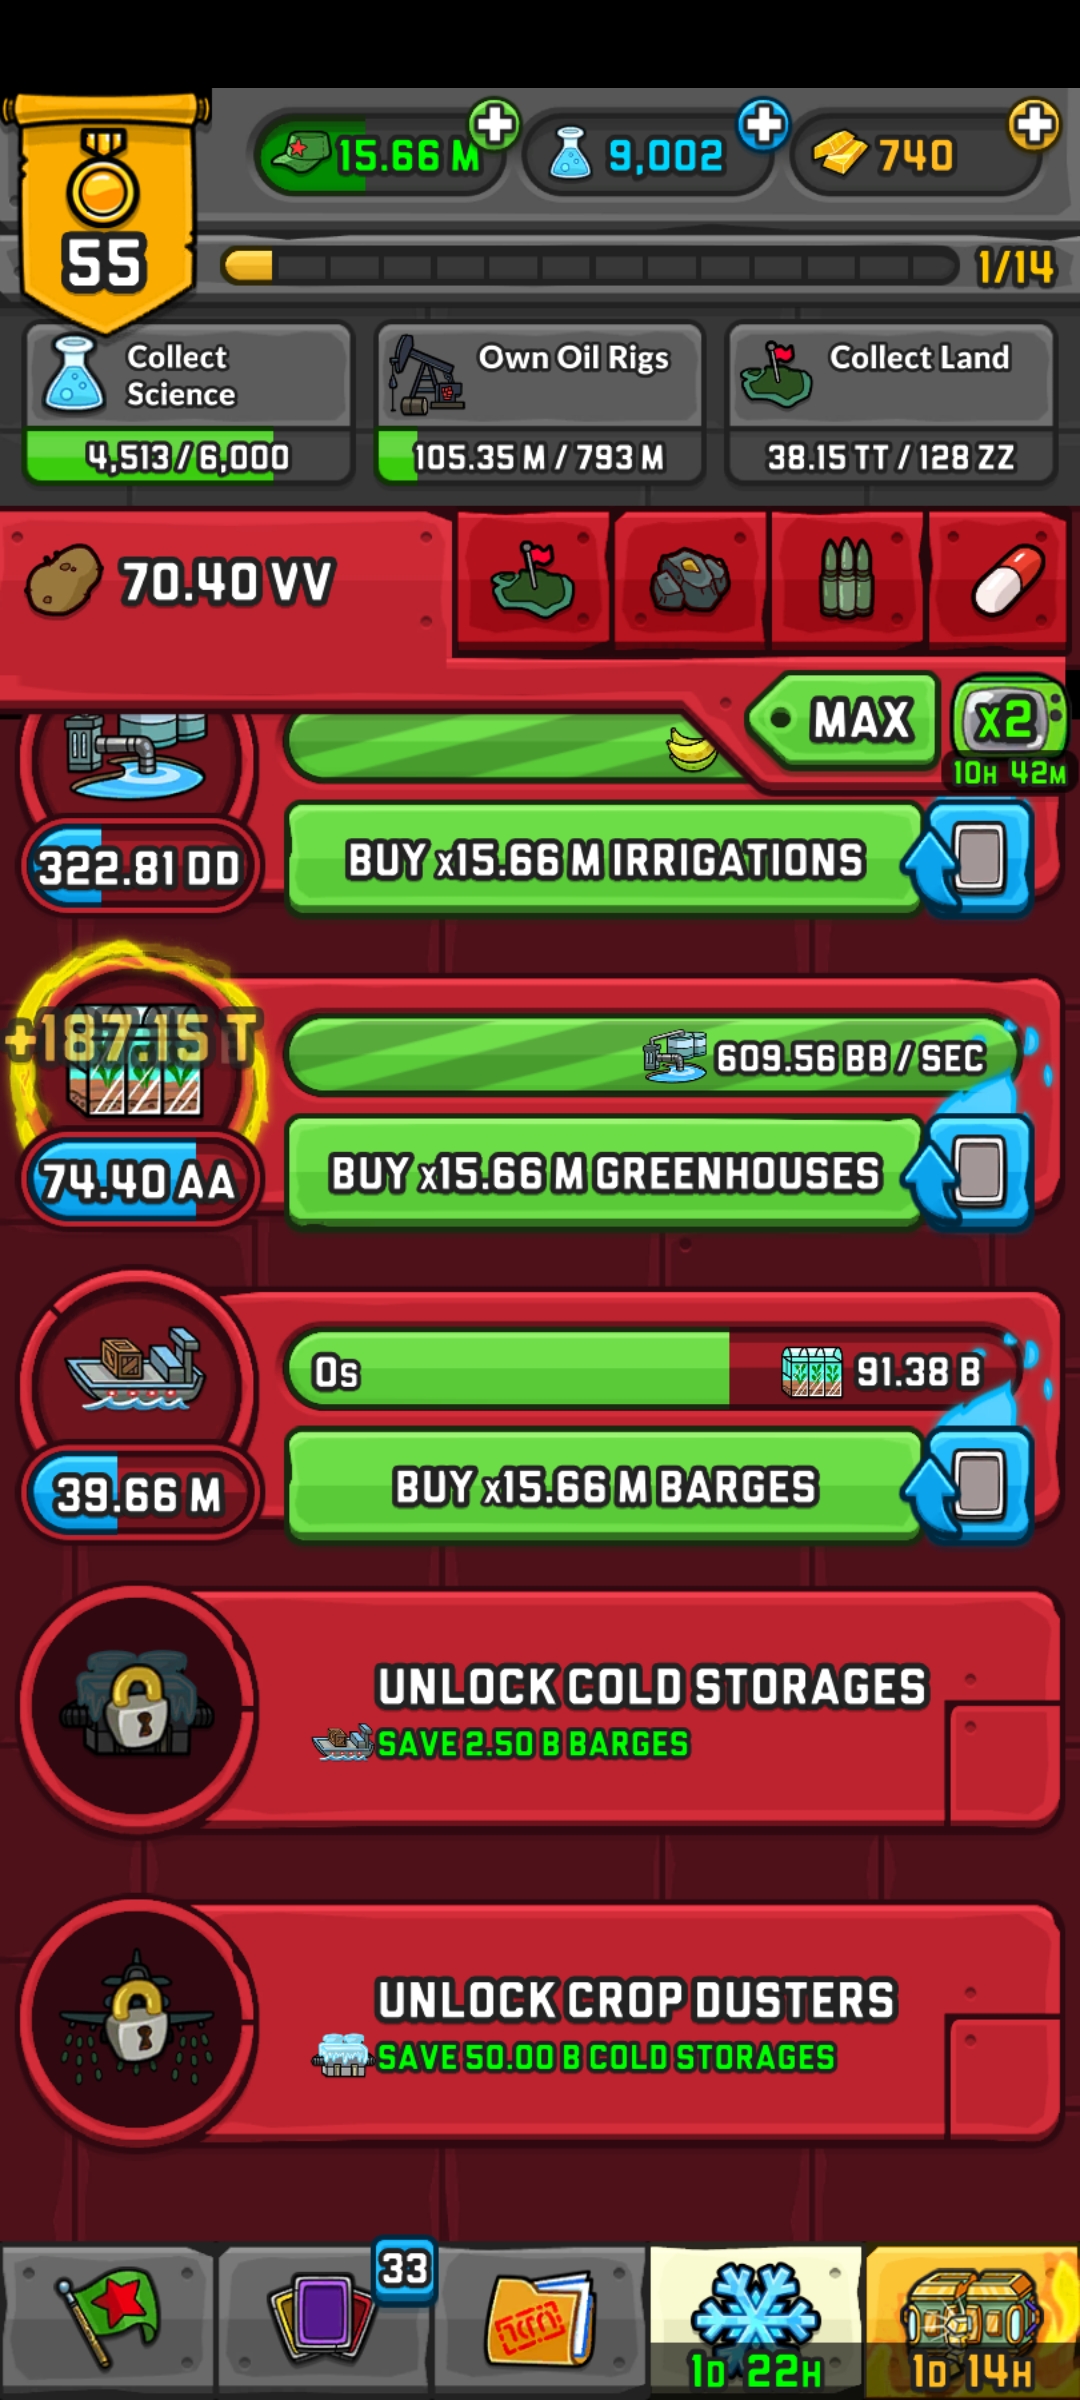 15.66 M
9,002
740
55
1/14
Collect
Science
4,513 / 6,000
Own Oil Rigs
105.35 M / 793 M
Collect Land
38.15 TT / 128 ZZ
70.40 VV
MAX
x2
10H 42M
322.81 DD
BUY x15.66 M IRRIGATIONS
+187.15 T
609.56 BB / SEC
74.40 AA
BUY x15.66 M GREENHOUSES
0s
91.38 B
39.66 M
BUY x15.66 M BARGES
UNLOCK COLD STORAGES
SAVE 2.50 B BARGES
UNLOCK CROP DUSTERS
SAVE 50.00 B COLD STORAGES
33
1D 22H
1D 14H